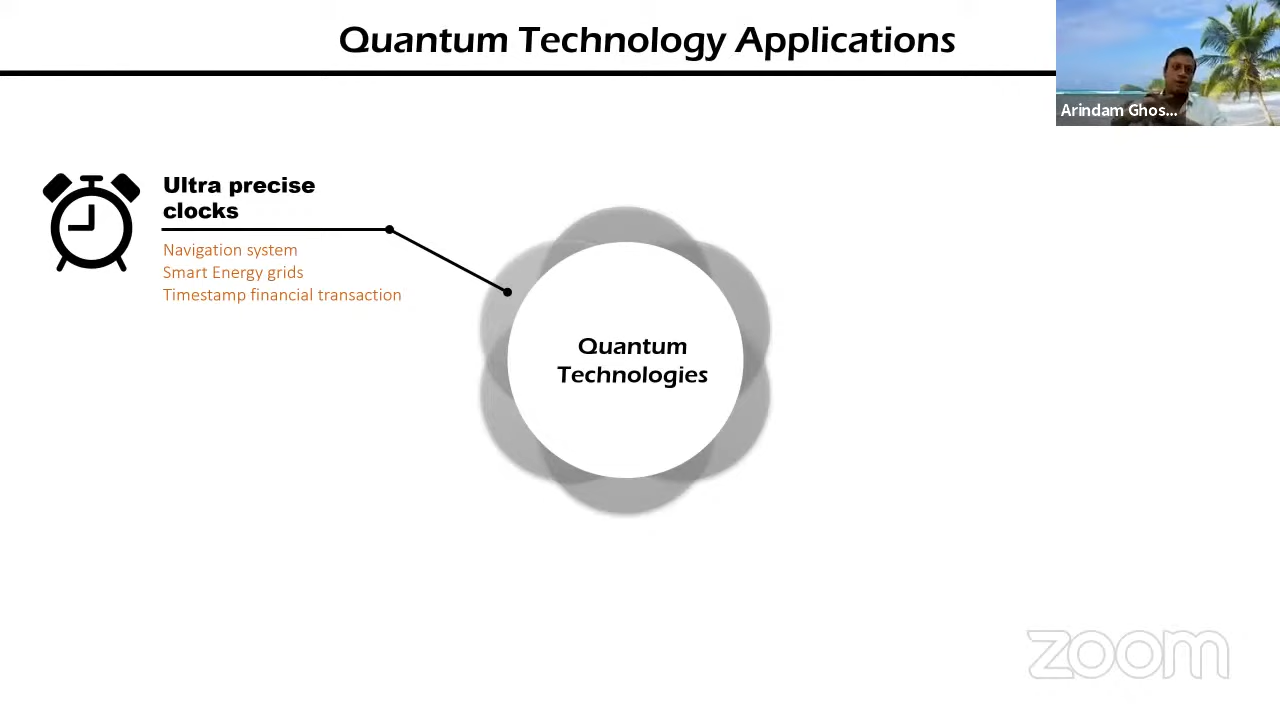 Quantum Technology Applications
Arindam Ghos...
Ultra precise
clocks
Navigation system
Smart Energy grids
Timestamp financial transaction
Quantum
Technologies
zoom